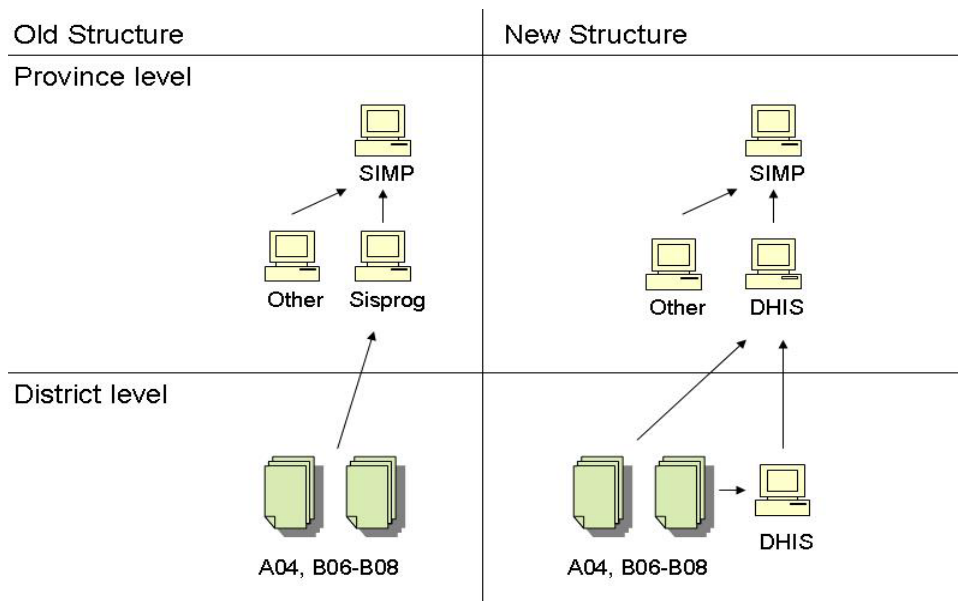 Old Structure
New Structure
Province level
SIMP
SIMP
Other
Sisprog
Other
DHIS
District level
DHIS
A04, B06-B08
A04, B06-B08